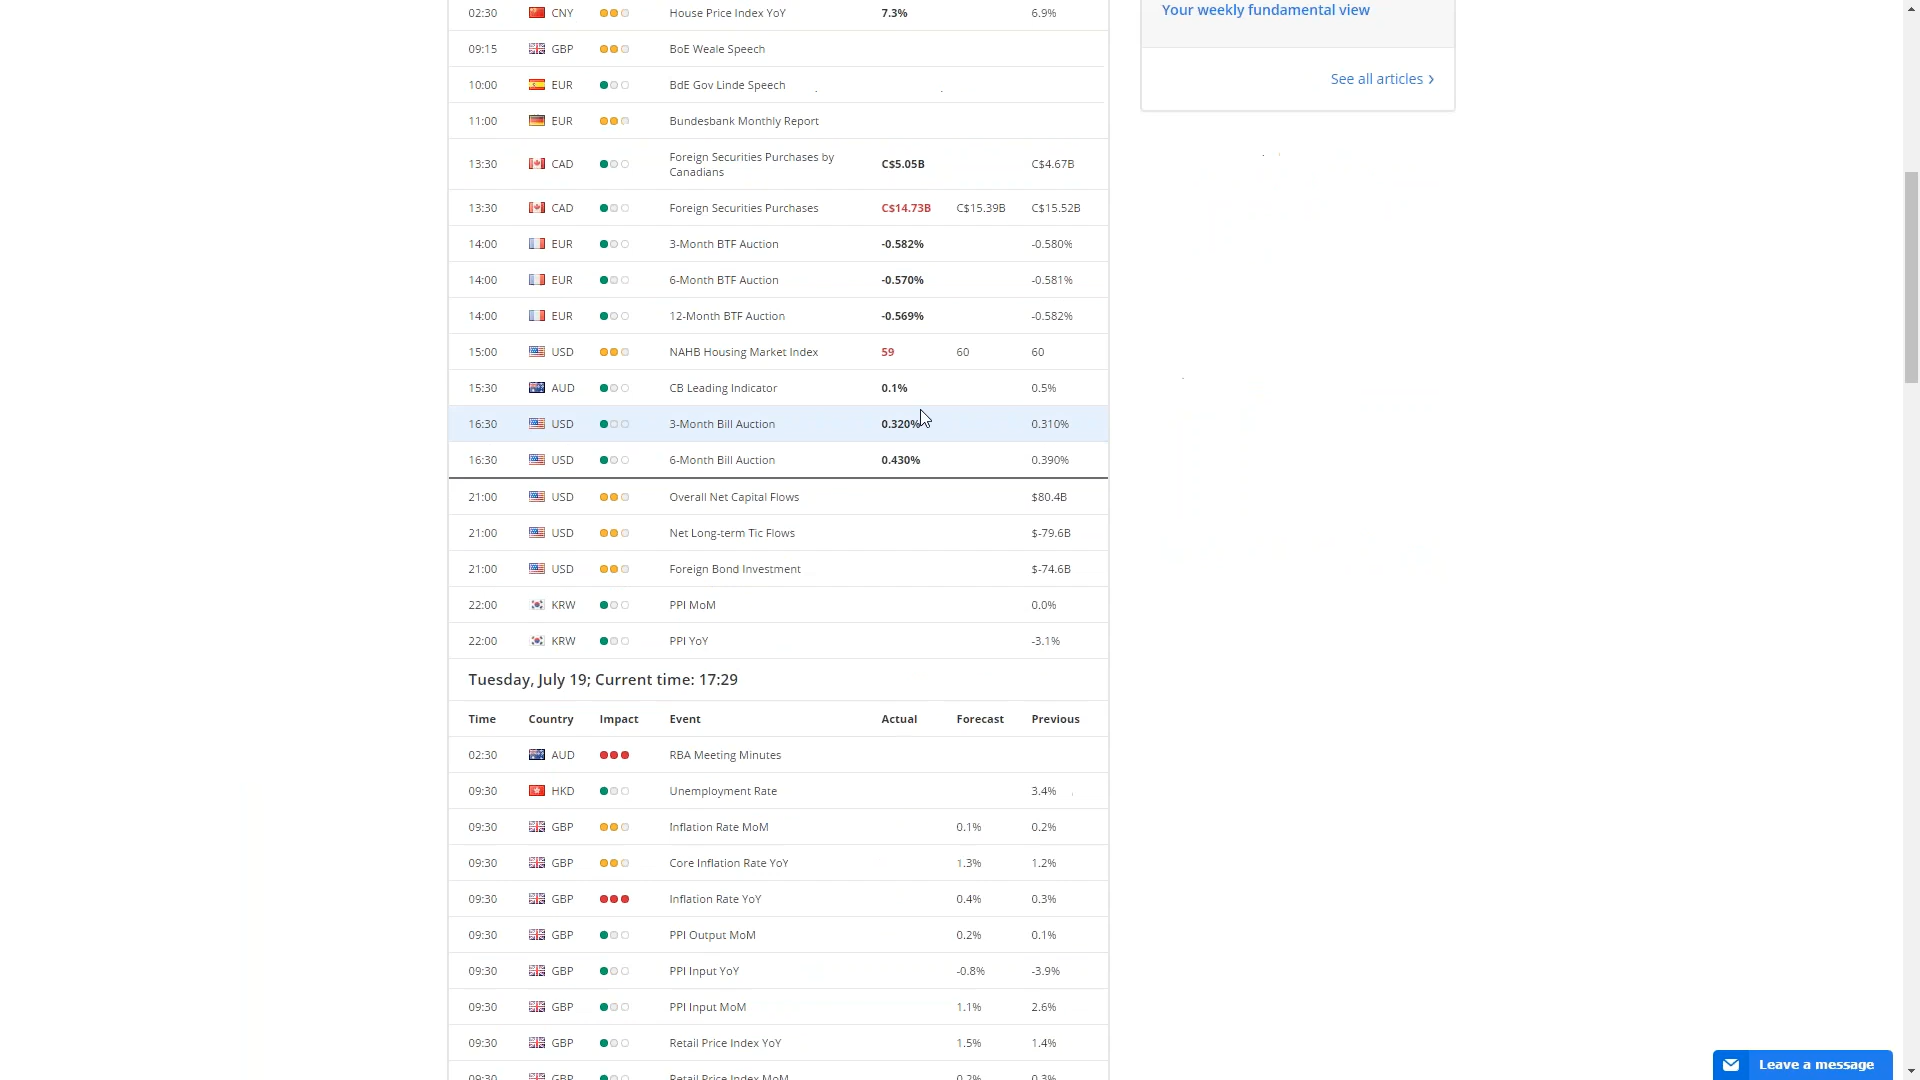 02:30 CNY House Price Index YoY 7.3% 6.9%
Your weekly fundamental view
09:15 GBP BoE Weale Speech
See all articles ›
10:00 EUR BdE Gov Linde Speech
11:00 EUR Bundesbank Monthly Report
13:30 CAD Foreign Securities Purchases by
Canadians C$5.05B C$4.67B
13:30 CAD Foreign Securities Purchases C$14.73B C$15.39B C$15.52B
14:00 EUR 3-Month BTF Auction -0.582% -0.580%
14:00 EUR 6-Month BTF Auction -0.570% -0.581%
14:00 EUR 12-Month BTF Auction -0.569% -0.582%
15:00 USD NAHB Housing Market Index 59 60 60
15:30 AUD CB Leading Indicator 0.1% 0.5%
16:30 USD 3-Month Bill Auction 0.320% 0.310%
16:30 USD 6-Month Bill Auction 0.430% 0.390%
21:00 USD Overall Net Capital Flows $80.4B
21:00 USD Net Long-term Tic Flows $-79.6B
21:00 USD Foreign Bond Investment $-74.6B
22:00 KRW PPI MoM 0.0%
22:00 KRW PPI YoY -3.1%
Tuesday, July 19; Current time: 17:29
Time Country Impact Event Actual Forecast Previous
02:30 AUD RBA Meeting Minutes
09:30 HKD Unemployment Rate 3.4%
09:30 GBP Inflation Rate MoM 0.1% 0.2%
09:30 GBP Core Inflation Rate YoY 1.3% 1.2%
09:30 GBP Inflation Rate YoY 0.4% 0.3%
09:30 GBP PPI Output MoM 0.2% 0.1%
09:30 GBP PPI Input YoY -0.8% -3.9%
09:30 GBP PPI Input MoM 1.1% 2.6%
09:30 GBP Retail Price Index YoY 1.5% 1.4%
09:30 GBP Retail Price Index MoM 0.2% 0.3%
Leave a message